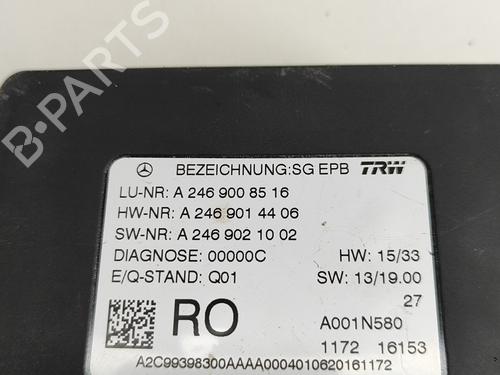 BEZEICHNUNG:SG EPB TRW
LU-NR: A 246 900 85 16
HW-NR: A 246 901 44 06
SW-NR: A 246 902 10 02
DIAGNOSE: 00000C HW: 15/33
E/Q-STAND: Q01 SW: 13/19.00
27
RO A001N580
1172 16153
A2C99398300AAAA0004010620161172
B-PARTS